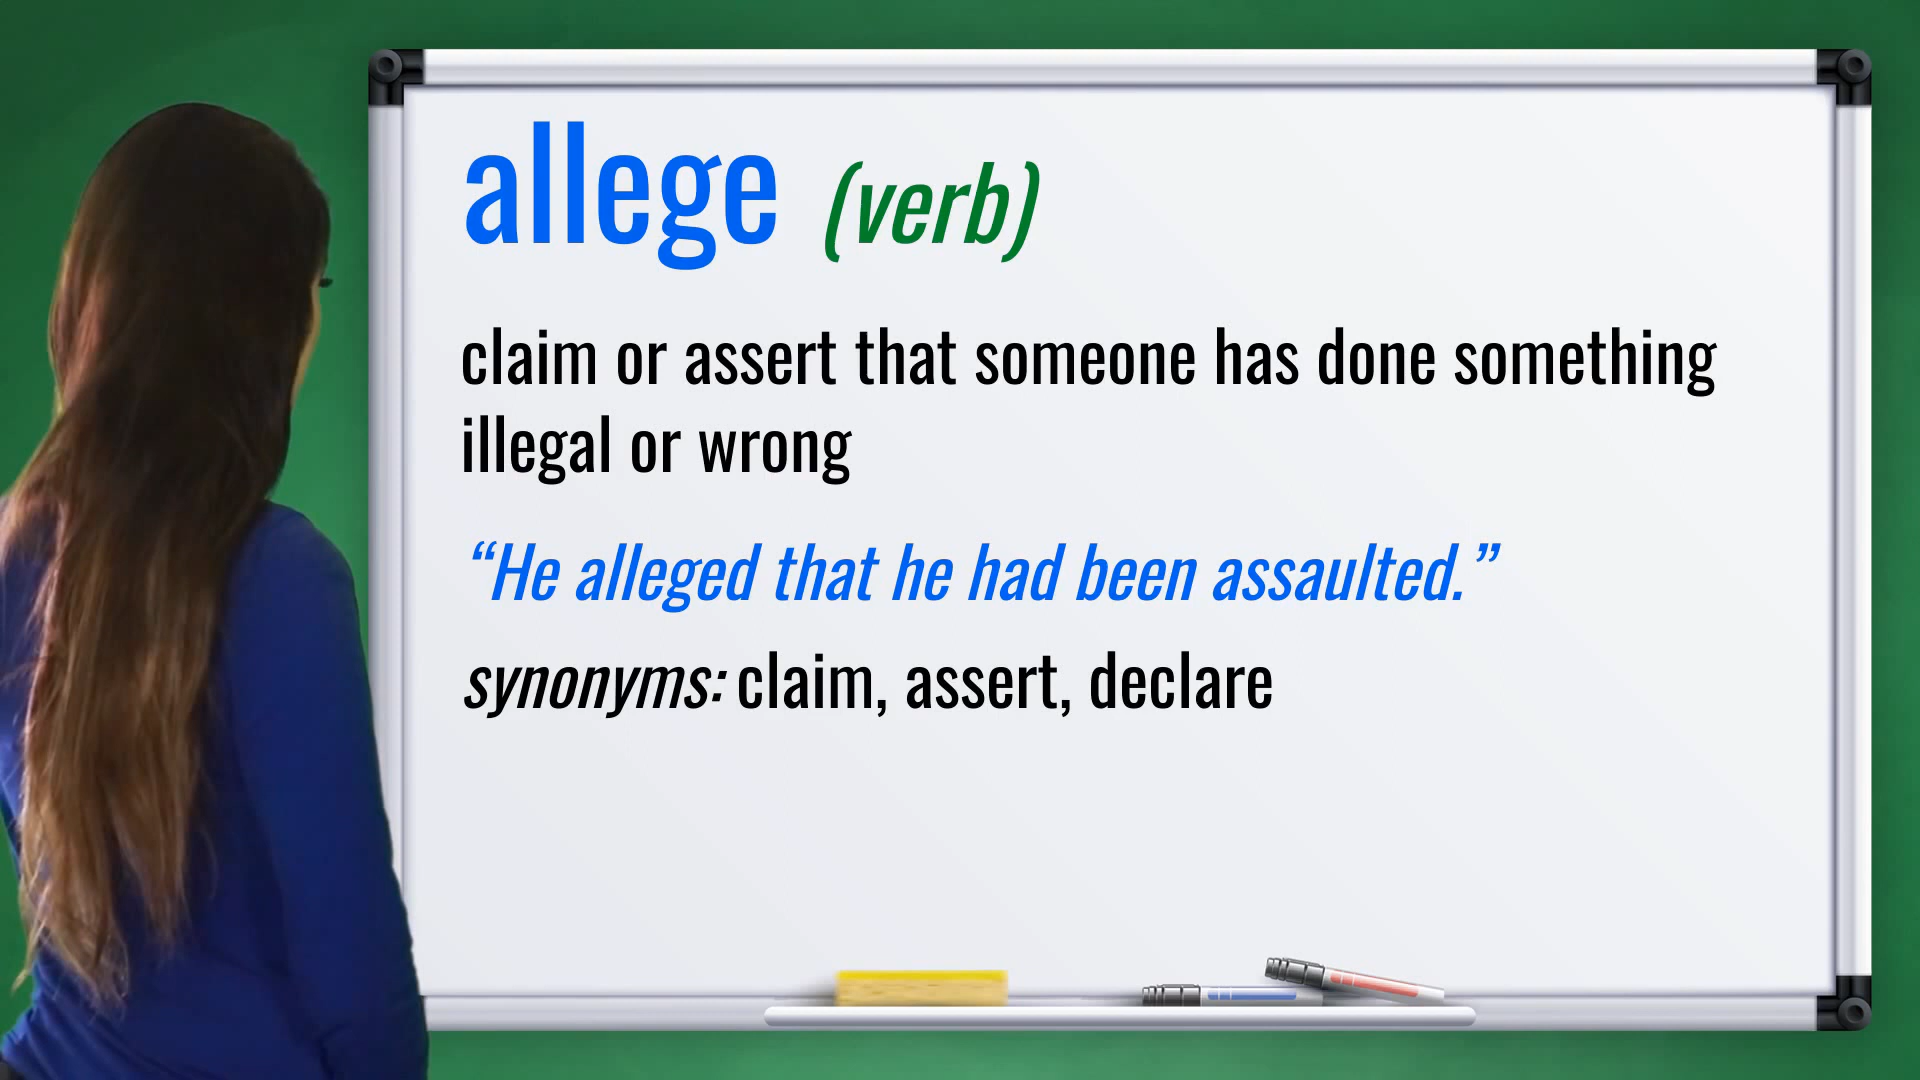 allege (verb)
claim or assert that someone has done something
illegal or wrong
“He alleged that he had been assaulted.”
synonyms: claim, assert, declare